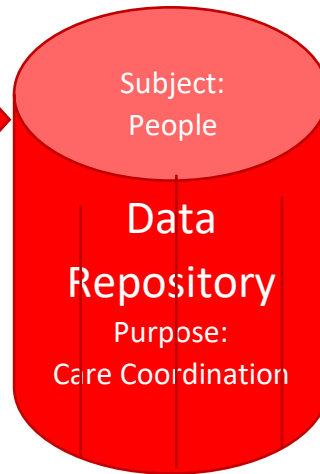 Subject:
People
Data
Repository
Purpose:
Care Coordination